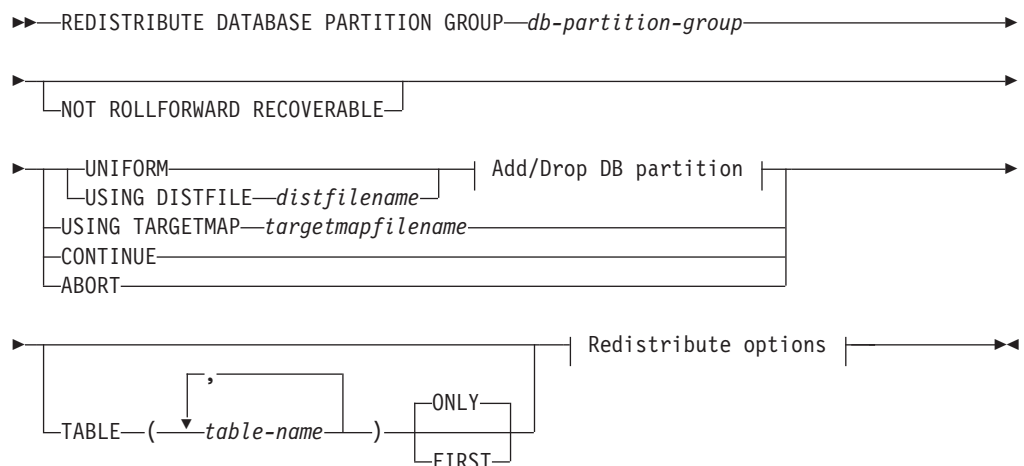 REDISTRIBUTE DATABASE PARTITION GROUP db-partition-group
NOT ROLLFORWARD RECOVERABLE
UNIFORM Add/Drop DB partition
USING DISTFILE distfilename
USING TARGETMAP targetmapfilename
CONTINUE
ABORT
Redistribute options
,
ONLY
TABLE ( table-name )
FIRST